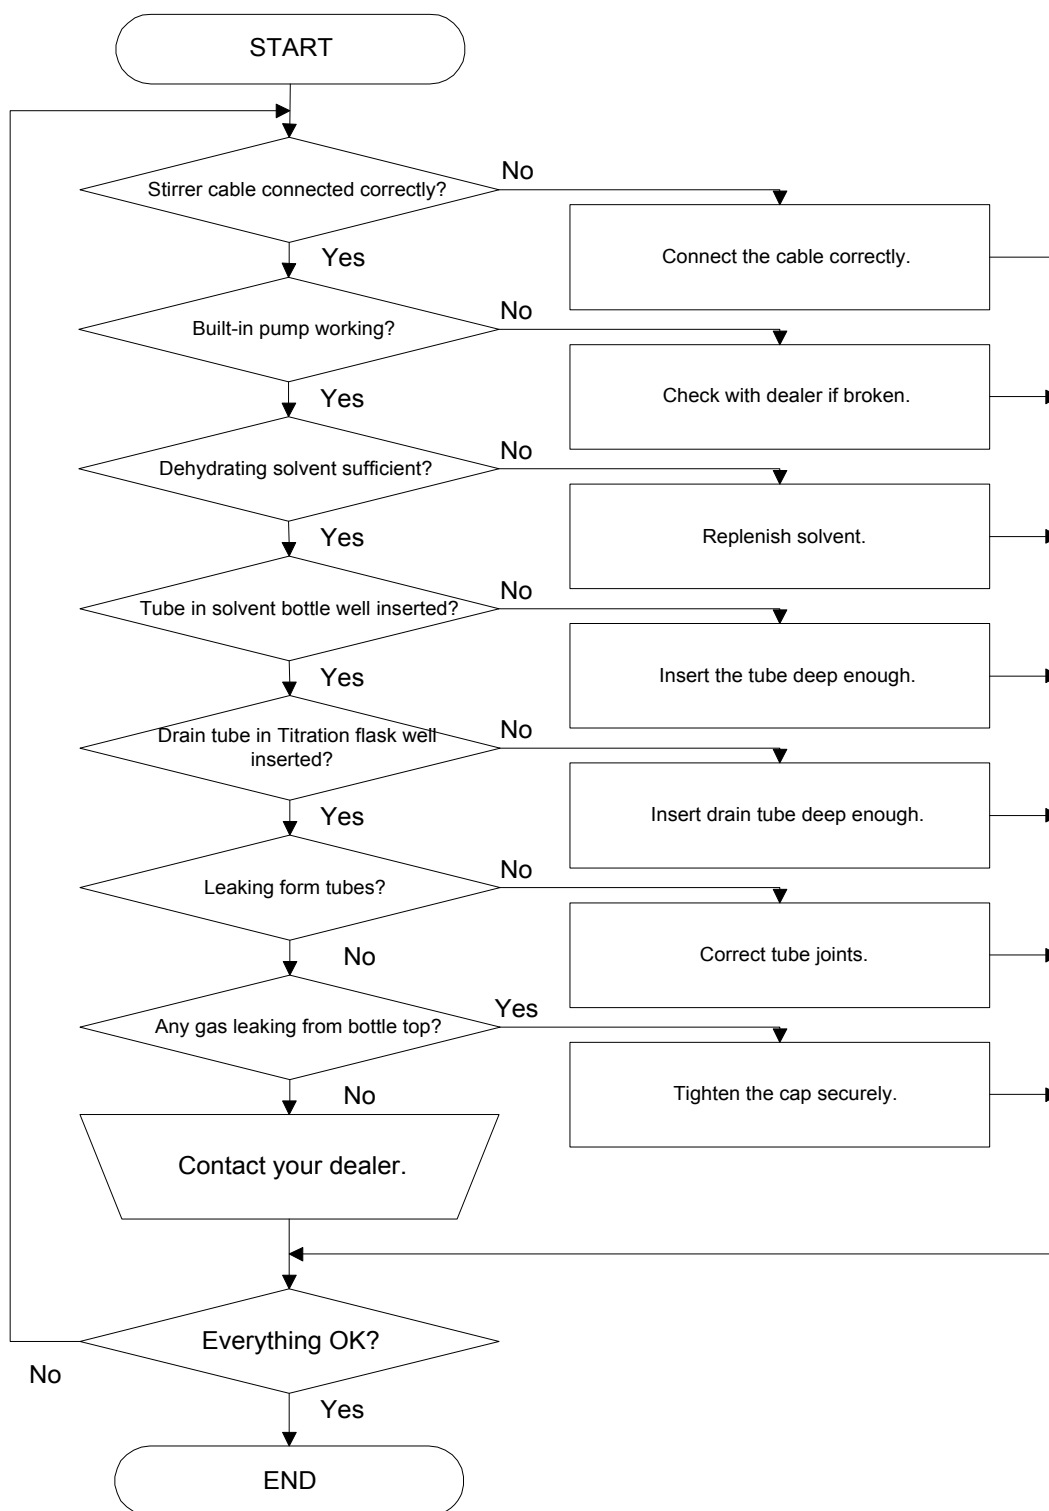 START
Stirrer cable connected correctly?
No
Connect the cable correctly.
Yes
Built-in pump working?
No
Check with dealer if broken.
Yes
Dehydrating solvent sufficient?
No
Replenish solvent.
Yes
Tube in solvent bottle well inserted?
No
Insert the tube deep enough.
Yes
Drain tube in Titration flask well
inserted?
No
Insert drain tube deep enough.
Yes
Leaking form tubes?
No
Correct tube joints.
No
Any gas leaking from bottle top?
Yes
Tighten the cap securely.
No
Contact your dealer.
Everything OK?
No
Yes
END